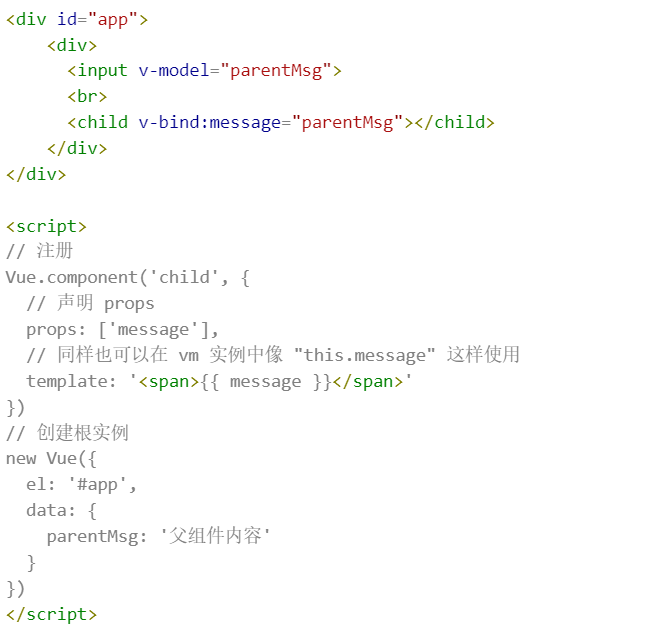 <div id="app">
    <div>
      <input v-model="parentMsg">
      <br>
      <child v-bind:message="parentMsg"></child>
    </div>
</div>

<script>
// 注册
Vue.component('child', {
  // 声明 props
  props: ['message'],
  // 同样也可以在 vm 实例中像 "this.message" 这样使用
  template: '<span>{{ message }}</span>'
})
// 创建根实例
new Vue({
  el: '#app',
  data: {
    parentMsg: '父组件内容'
  }
})
</script>